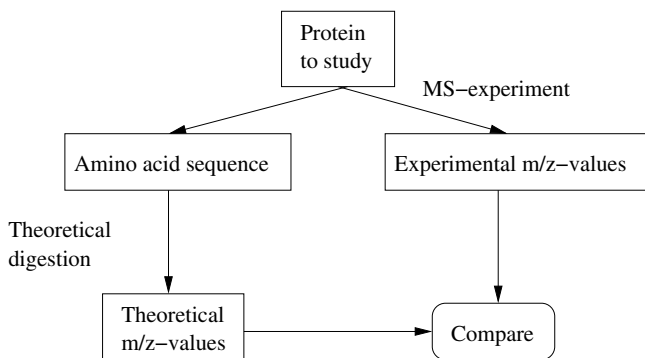 Protein
to study
MS−experiment
Amino acid sequence
Experimental m/z−values
Theoretical
digestion
Theoretical
m/z−values
Compare